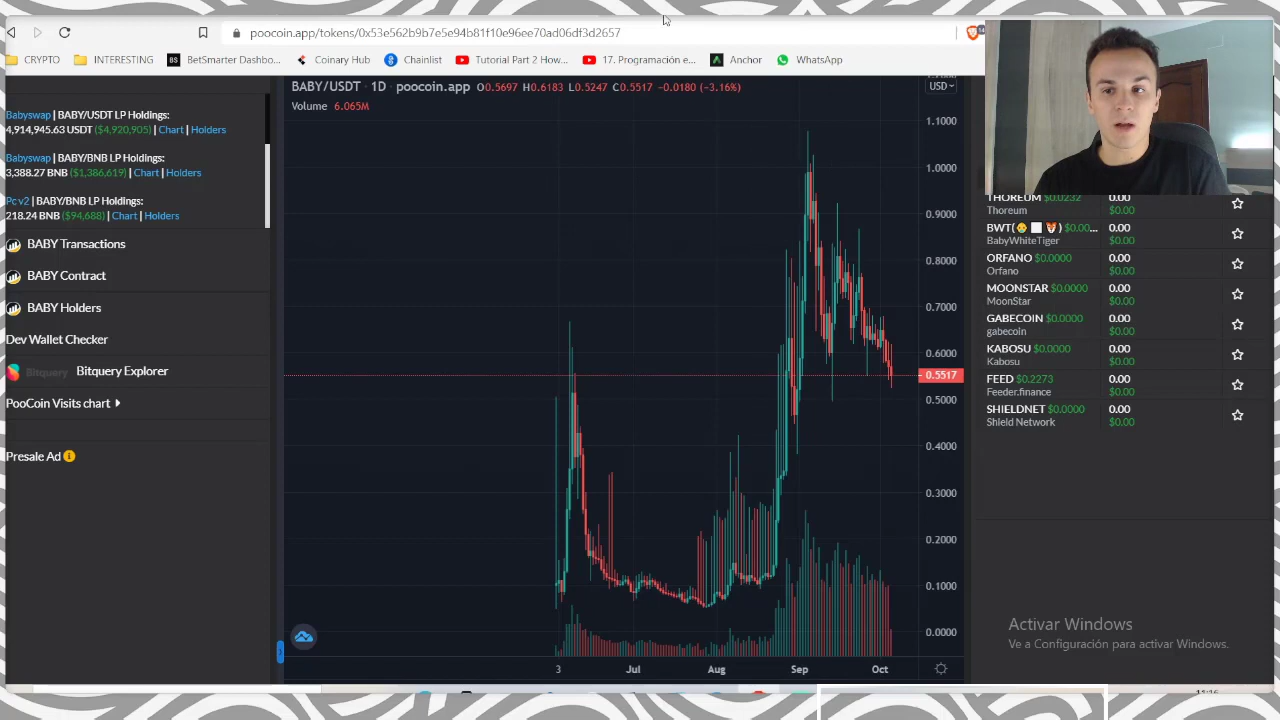 poocoin.app/tokens/0x53e562b9b7e5e94b81f10e96ee70ad06df3d2657
CRYPTO INTERESTING BetSmarter Dashbo... Coinary Hub Chainlist Tutorial Part 2 How... 17. Programación e... Anchor WhatsApp
Babyswap | BABY/USDT LP Holdings:
4,914,945.63 USDT ($4,920,905) | Chart | Holders
Babyswap | BABY/BNB LP Holdings:
3,388.27 BNB ($1,386,619) | Chart | Holders
Pc v2 | BABY/BNB LP Holdings:
218.24 BNB ($94,688) | Chart | Holders
BABY Transactions
BABY Contract
BABY Holders
Dev Wallet Checker
Bitquery Bitquery Explorer
PooCoin Visits chart
Presale Ad
BABY/USDT · 1D · poocoin.app O0.5697 H0.6183 L0.5247 C0.5517 -0.0180 (-3.16%)
Volume 6.065M
USD
1.1000
1.0000
0.9000
0.8000
0.7000
0.6000
0.5517
0.5000
0.4000
0.3000
0.2000
0.1000
0.0000
3 Jul Aug Sep Oct
THOREUM $0.0232 0.00
Thoreum $0.00
BWT( ) $0.00... 0.00
BabyWhiteTiger $0.00
ORFANO $0.0000 0.00
Orfano $0.00
MOONSTAR $0.0000 0.00
MoonStar $0.00
GABECOIN $0.0000 0.00
gabecoin $0.00
KABOSU $0.0000 0.00
Kabosu $0.00
FEED $0.2273 0.00
Feeder.finance $0.00
SHIELDNET $0.0000 0.00
Shield Network $0.00
Activar Windows
Ve a Configuración para activar Windows.